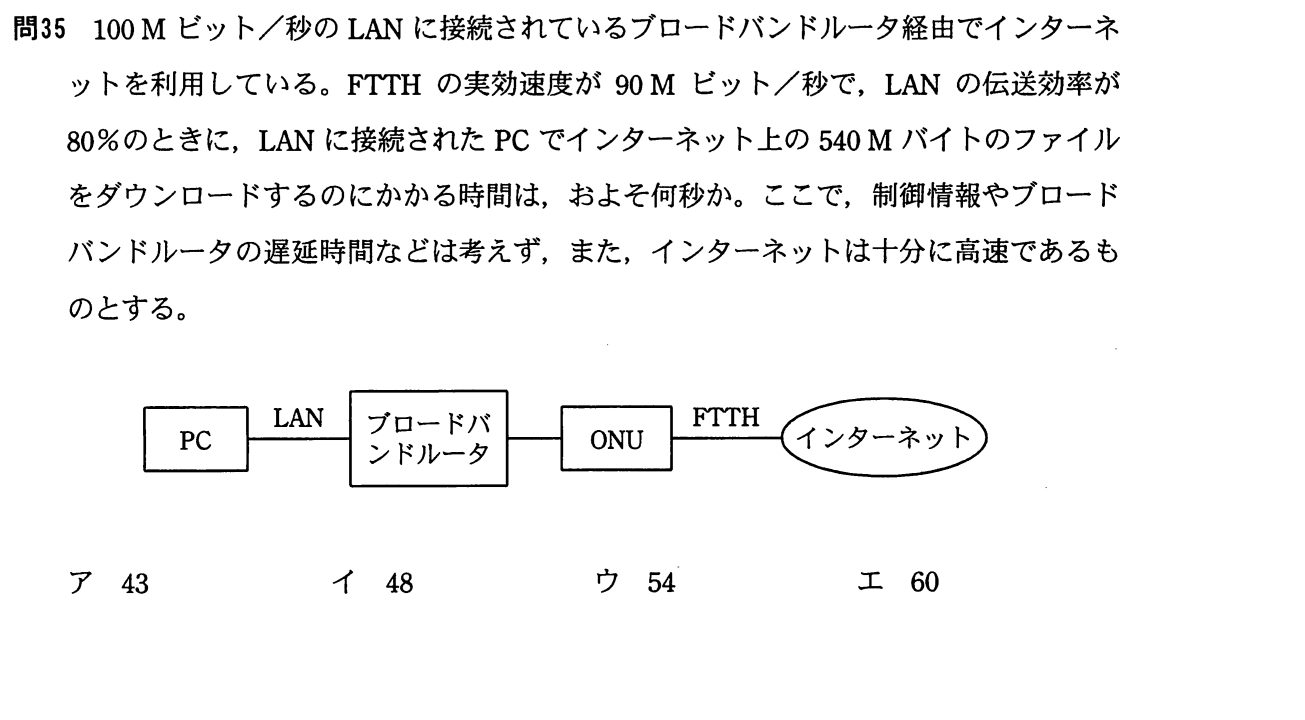 問35　100 M ビット／秒の LAN に接続されているブロードバンドルータ経由でインターネ
ットを利用している。FTTH の実効速度が 90 M ビット／秒で，LAN の伝送効率が
80％のときに，LAN に接続された PC でインターネット上の 540 M バイトのファイル
をダウンロードするのにかかる時間は，およそ何秒か。ここで，制御情報やブロード
バンドルータの遅延時間などは考えず，また，インターネットは十分に高速であるも
のとする。
PC
LAN
ブロードバ
ンドルータ
ONU
FTTH
インターネット
ア　43　イ　48　ウ　54　エ　60